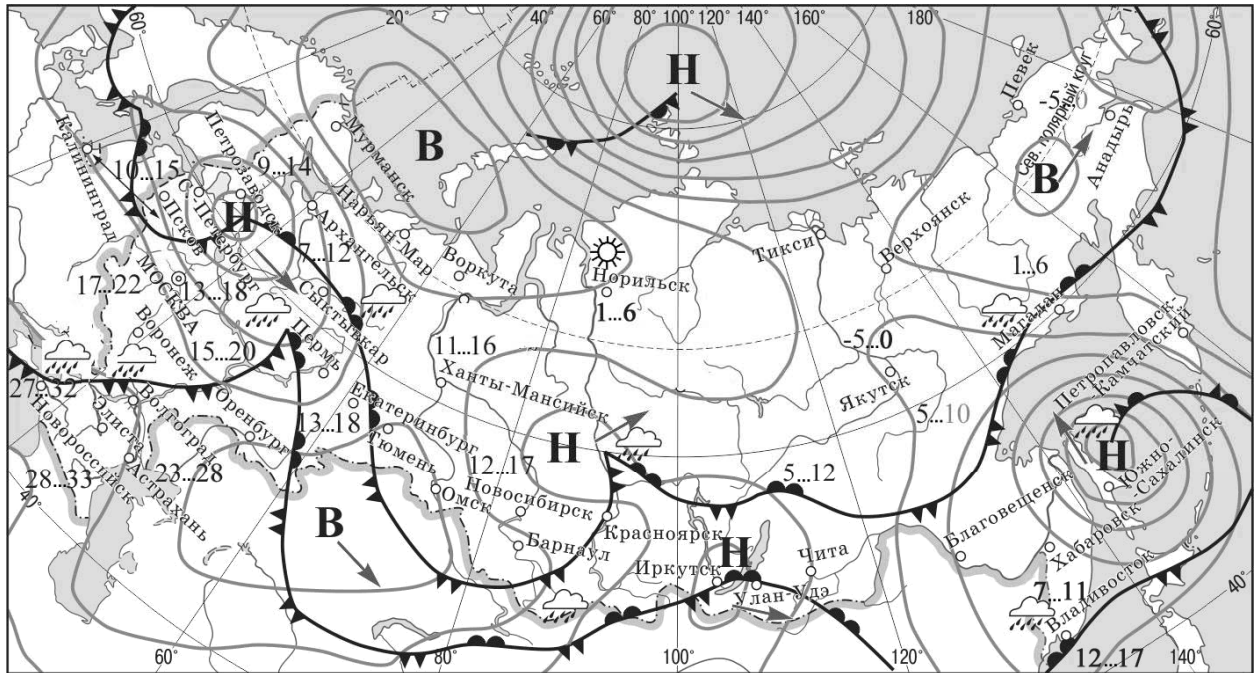 60°
20°
40°
60°
80°
100°
120°
140°
160°
180°
60°
Н
В
Певек
-5...0
Сев. полярный круг
Анадырь
В
Калининград
10...15
Петрозаводск
9...14
Мурманск
С.-Петербург
Псков
Н
Нарьян-Мар
Архангельск
7...12
Воркута
Норильск
1...6
Тикси
Верхоянск
1...6
Магадан
Петропавловск-
Камчатский
МОСКВА
17...22
13...18
Сыктывкар
Воронеж
15...20
Пермь
11...16
Ханты-Мансийск
-5...0
Якутск
5...10
27...32
Новороссийск
Элиста
Волгоград
Оренбург
13...18
Екатеринбург
Тюмень
12...17
Н
5...12
Н
Южно-
-Сахалинск
28...33
Астрахань
23...28
Омск
Новосибирск
Красноярск
Благовещенск
Хабаровск
40°
В
Барнаул
Н
Иркутск
Чита
Улан-Удэ
7...11
Владивосток
40°
12...17
60°
80°
100°
120°
140°